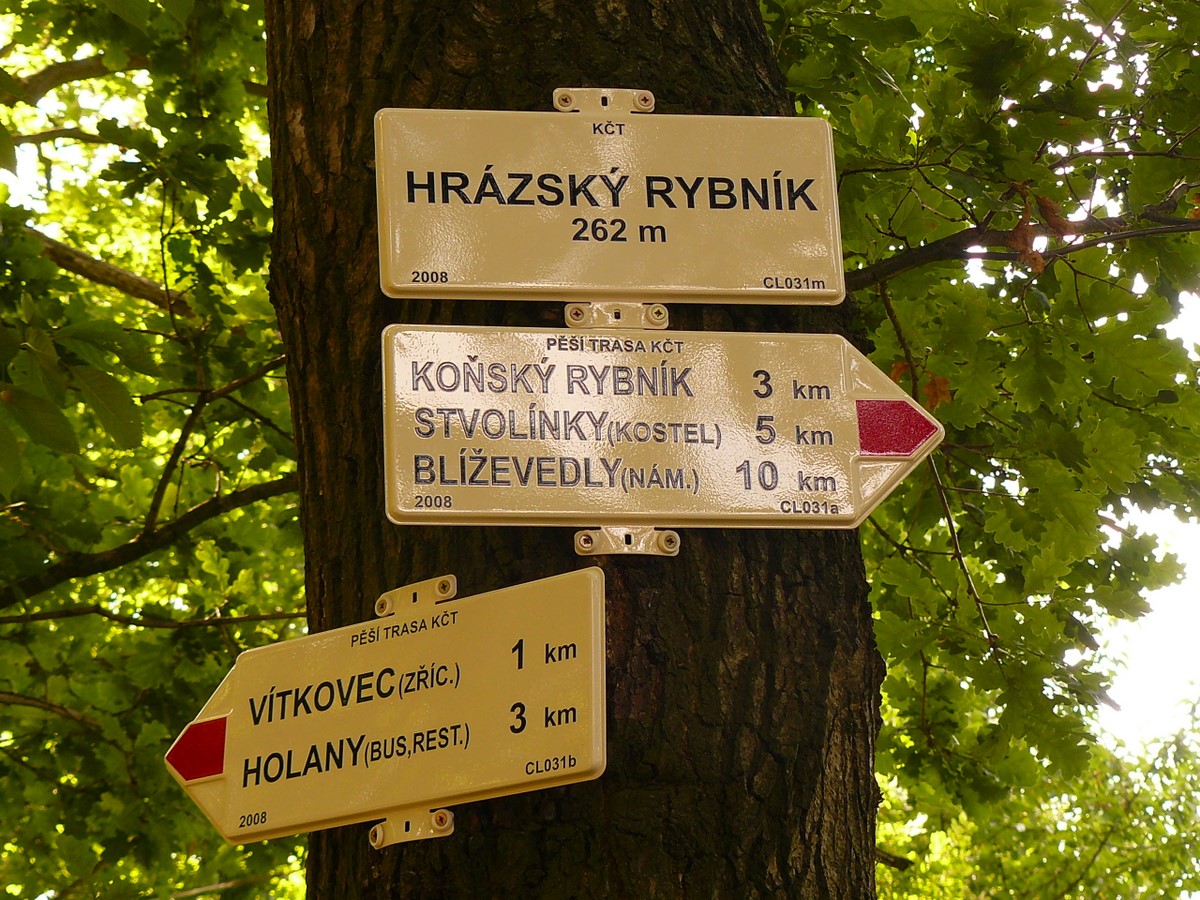 KČT
HRÁZSKÝ RYBNÍK
262 m
2008 CL031m
PĚŠÍ TRASA KČT
KOŇSKÝ RYBNÍK 3 km
STVOLÍNKY(KOSTEL) 5 km
BLÍŽEVEDLY(NÁM.) 10 km
2008 CL031a
PĚŠÍ TRASA KČT
VÍTKOVEC(ZŘÍC.) 1 km
HOLANY(BUS,REST.) 3 km
2008 CL031b